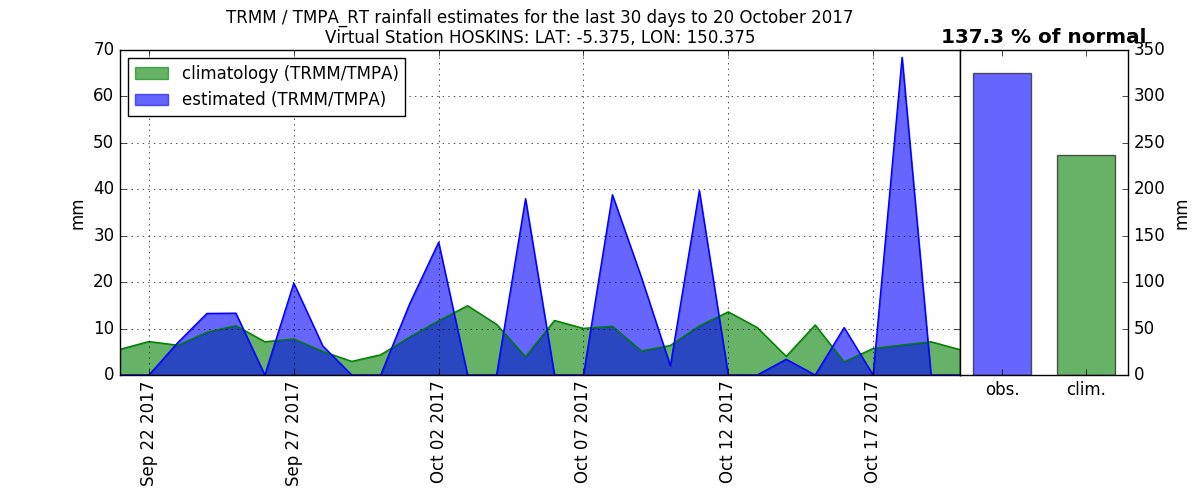 TRMM / TMPA_RT rainfall estimates for the last 30 days to 20 October 2017
Virtual Station HOSKINS: LAT: -5.375, LON: 150.375
137.3 % of normal
climatology (TRMM/TMPA)
estimated (TRMM/TMPA)
70
60
50
40
30
20
10
0
mm
Sep 22 2017
Sep 27 2017
Oct 02 2017
Oct 07 2017
Oct 12 2017
Oct 17 2017
obs.
clim.
350
300
250
200
150
100
50
0
mm